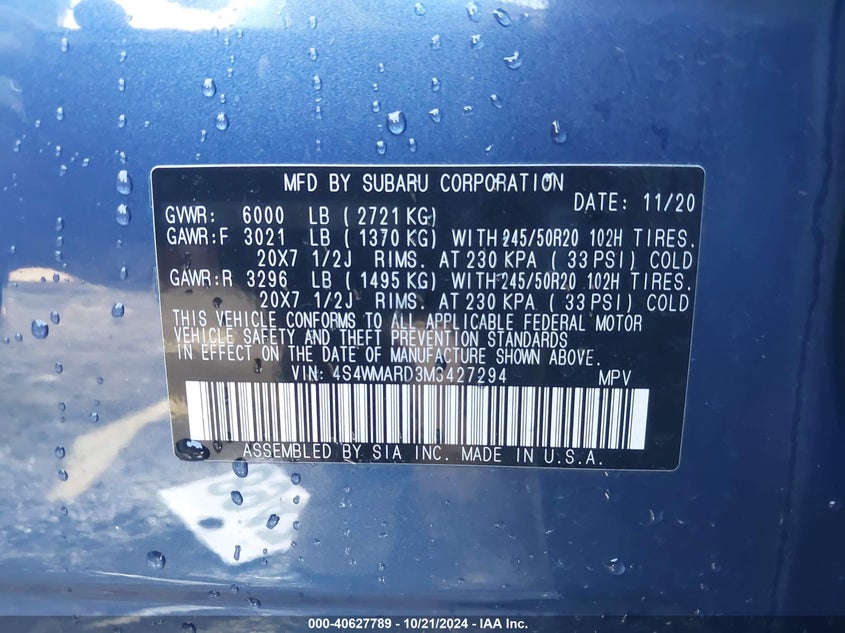 MFD BY SUBARU CORPORATION
DATE: 11/20
GVWR: 6000 LB ( 2721 KG)
GAWR:F 3021 LB ( 1370 KG) WITH 245/50R20 102H TIRES.
20X7 1/2J RIMS. AT 230 KPA ( 33 PSI) COLD
GAWR:R 3296 LB ( 1495 KG) WITH 245/50R20 102H TIRES.
20X7 1/2J RIMS. AT 230 KPA ( 33 PSI) COLD
THIS VEHICLE CONFORMS TO ALL APPLICABLE FEDERAL MOTOR
VEHICLE SAFETY AND THEFT PREVENTION STANDARDS
IN EFFECT ON THE DATE OF MANUFACTURE SHOWN ABOVE.
VIN: 4S4WMARD3M3427294 MPV
ASSEMBLED BY SIA INC. MADE IN U.S.A.
000-40627789 - 10/21/2024 - IAA Inc.